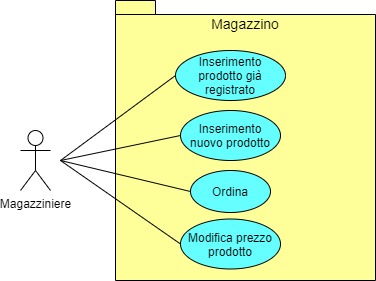 Magazzino
Inserimento
prodotto già
registrato
Inserimento
nuovo prodotto
Magazziniere
Ordina
Modifica prezzo
prodotto